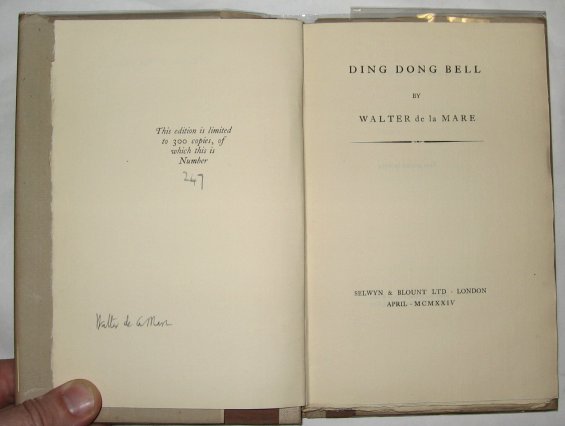 This edition is limited
to 300 copies, of
which this is
Number
247
Walter de la Mare
DING DONG BELL
BY
WALTER de la MARE
SELWYN & BLOUNT LTD · LONDON
APRIL · MCMXXIV